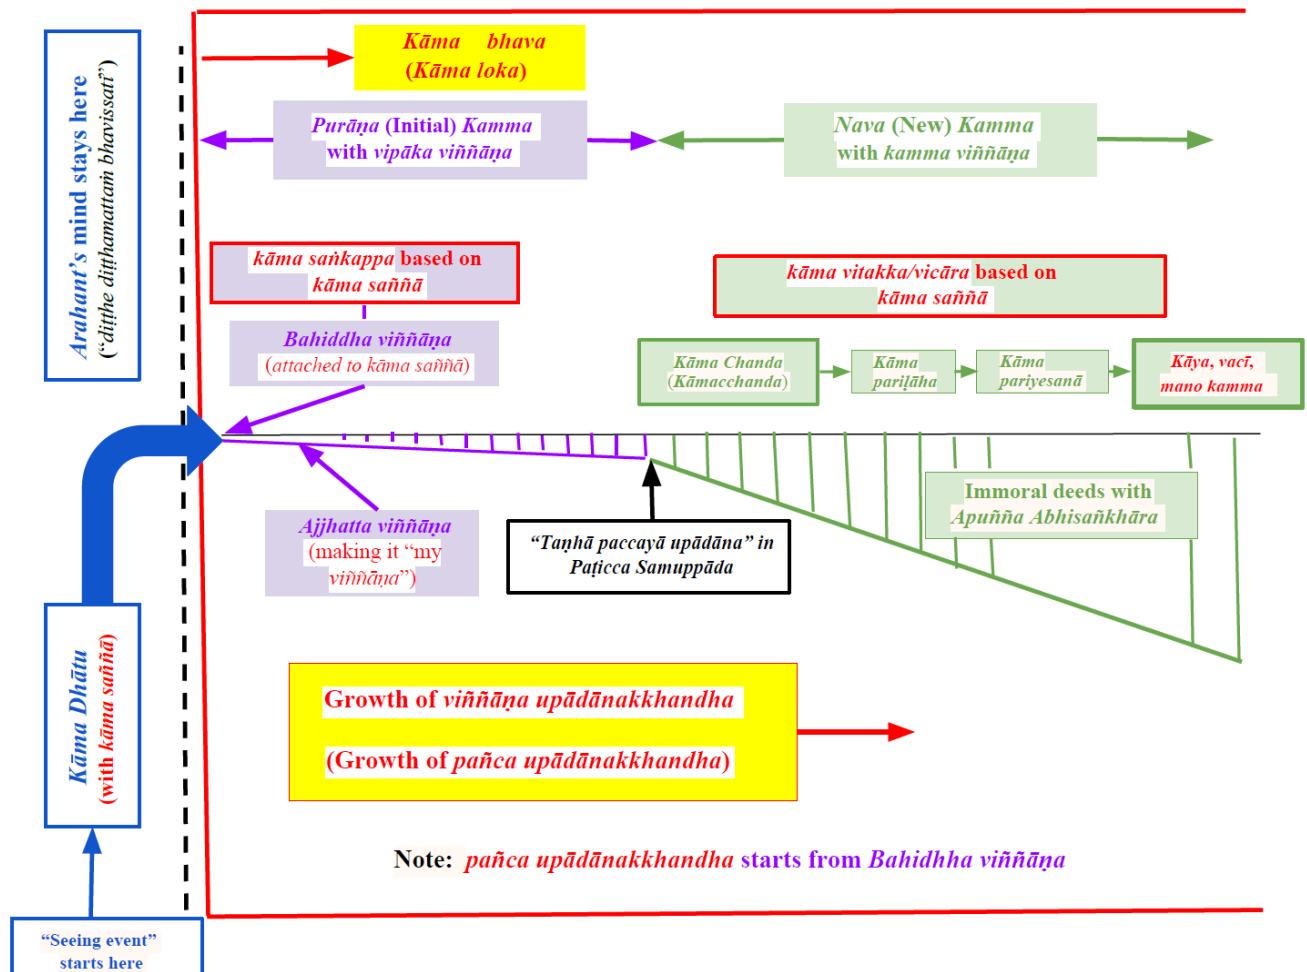 Arahant's mind stays here
("diṭṭhe diṭṭhamattaṁ bhavissati")
Kāma bhava
(Kāma loka)
Purāṇa (Initial) Kamma
with vipāka viññāṇa
Nava (New) Kamma
with kamma viññāṇa
kāma saṅkappa based on
kāma saññā
kāma vitakka/vicāra based on
kāma saññā
Bahiddha viññāṇa
(attached to kāma saññā)
Kāma Chanda
(Kāmacchanda)
Kāma
pariḷāha
Kāma
pariyesanā
Kāya, vacī,
mano kamma
Ajjhatta viññāṇa
(making it "my
viññāṇa")
"Taṇhā paccayā upādāna" in
Paṭicca Samuppāda
Immoral deeds with
Apuñña Abhisaṅkhāra
Kāma Dhātu
(with kāma saññā)
Growth of viññāṇa upādānakkhandha
(Growth of pañca upādānakkhandha)
Note: pañca upādānakkhandha starts from Bahidhha viññāṇa
"Seeing event"
starts here